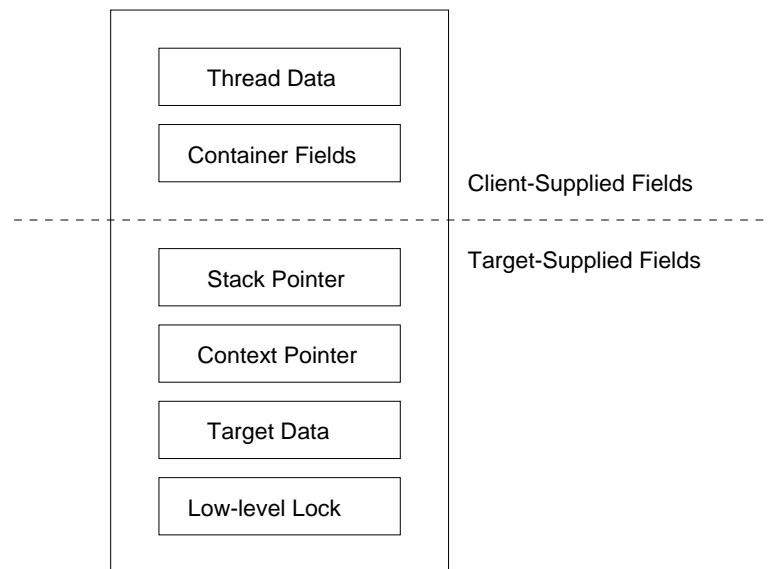 Thread Data
Container Fields
Client-Supplied Fields
Target-Supplied Fields
Stack Pointer
Context Pointer
Target Data
Low-level Lock